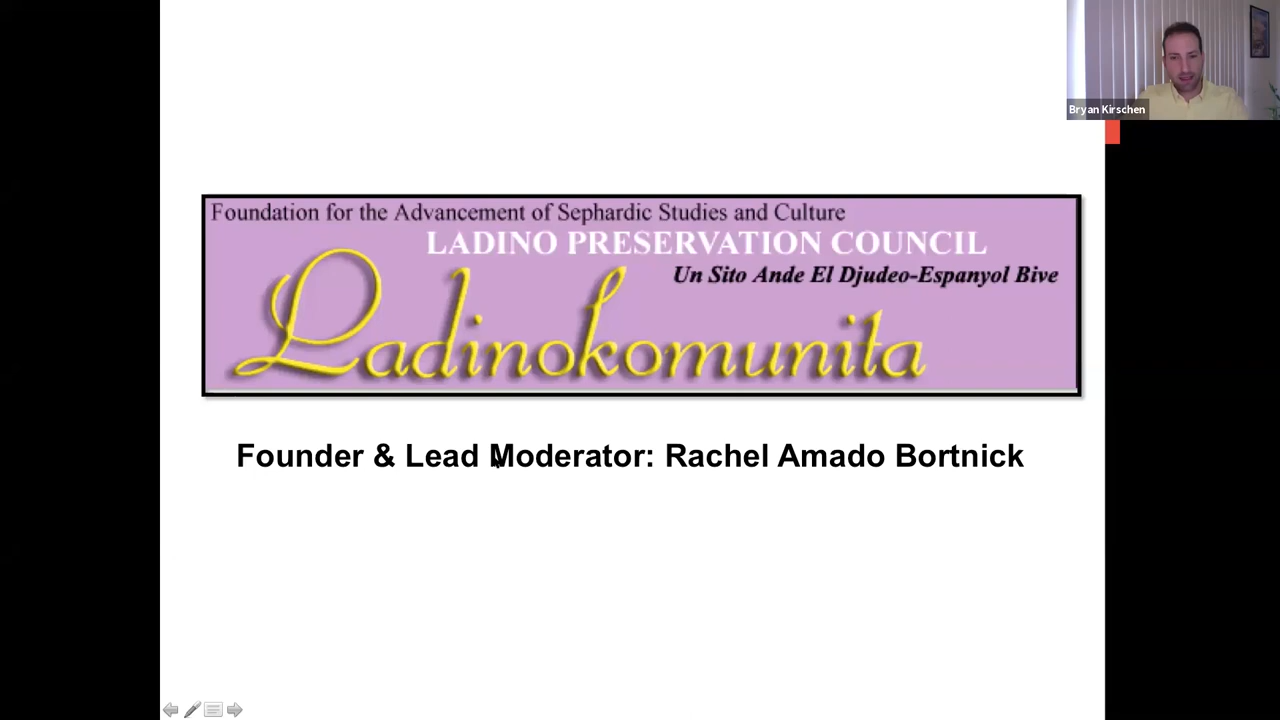 Bryan Kirschen
Foundation for the Advancement of Sephardic Studies and Culture
LADINO PRESERVATION COUNCIL
Un Sito Ande El Djudeo-Espanyol Bive
Ladinokomunita
Founder & Lead Moderator: Rachel Amado Bortnick